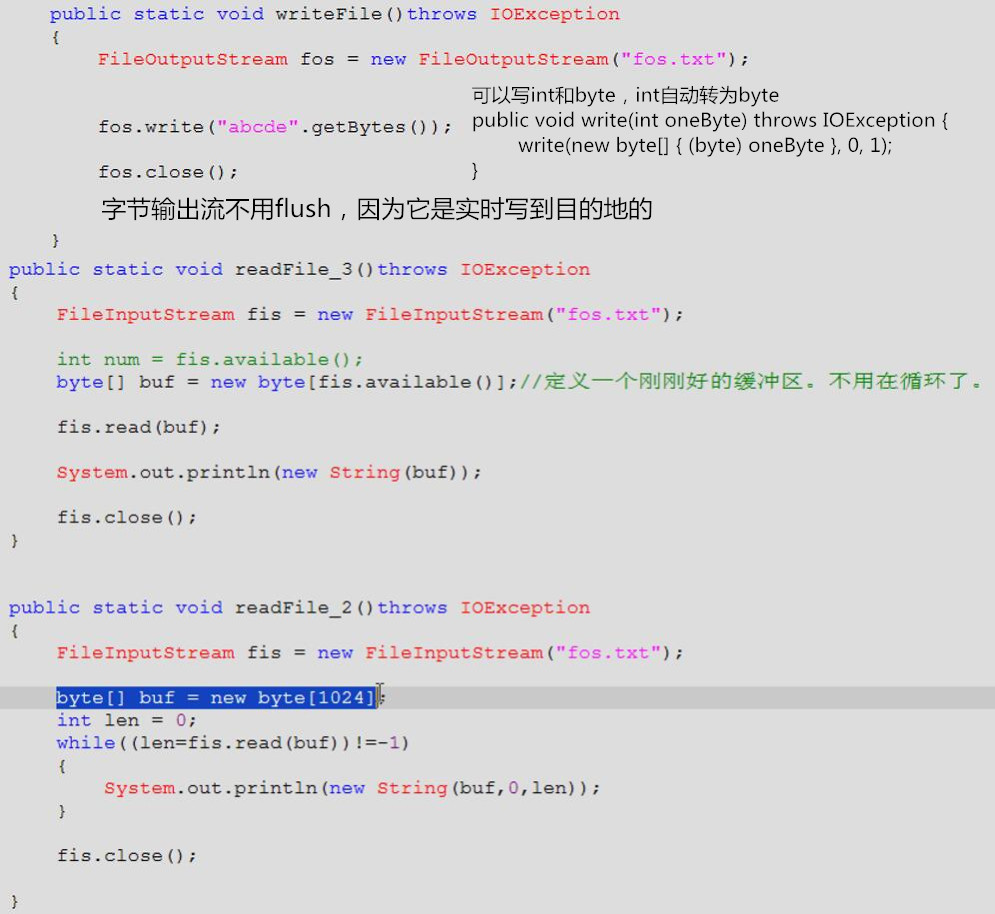 public static void writeFile()throws IOException
{
FileOutputStream fos = new FileOutputStream("fos.txt");
可以写int和byte，int自动转为byte
fos.write("abcde".getBytes());
public void write(int oneByte) throws IOException {
write(new byte[] { (byte) oneByte }, 0, 1);
fos.close();
}
字节输出流不用flush，因为它是实时写到目的地的
}
public static void readFile_3()throws IOException
{
FileInputStream fis = new FileInputStream("fos.txt");
int num = fis.available();
byte[] buf = new byte[fis.available()];//定义一个刚刚好的缓冲区。不用在循环了。
fis.read(buf);
System.out.println(new String(buf));
fis.close();
}
public static void readFile_2()throws IOException
{
FileInputStream fis = new FileInputStream("fos.txt");
byte[] buf = new byte[1024];
int len = 0;
while((len=fis.read(buf))!=-1)
{
System.out.println(new String(buf,0,len));
}
fis.close();
}